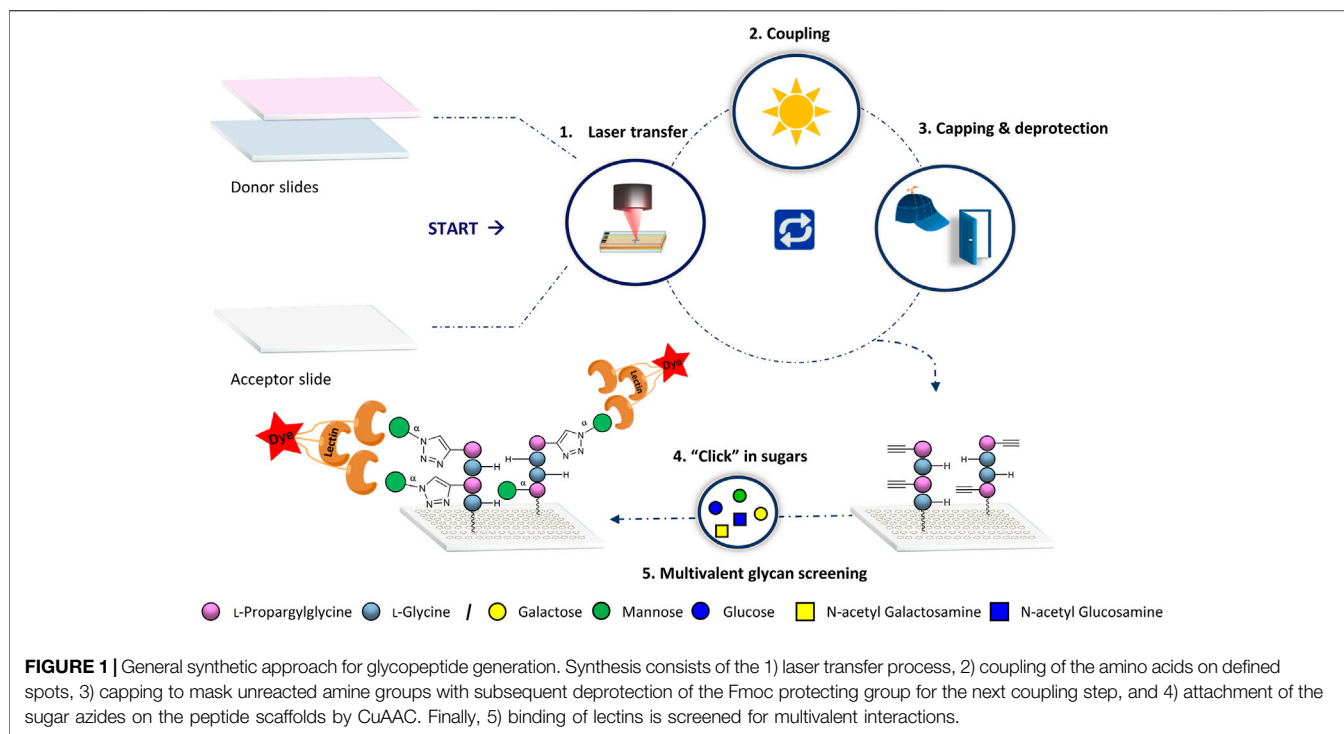 2. Coupling
1. Laser transfer
3. Capping & deprotection
Donor slides
START →
Acceptor slide
Dye
Lectin
α
N
N=N
H
α
N
N=N
H
Dye
Lectin
α
N
N=N
H
H
α
4. “Click” in sugars
H
H
H
H
5. Multivalent glycan screening
L-Propargylglycine L-Glycine / Galactose Mannose Glucose N-acetyl Galactosamine N-acetyl Glucosamine
FIGURE 1 | General synthetic approach for glycopeptide generation. Synthesis consists of the 1) laser transfer process, 2) coupling of the amino acids on defined
spots, 3) capping to mask unreacted amine groups with subsequent deprotection of the Fmoc protecting group for the next coupling step, and 4) attachment of the
sugar azides on the peptide scaffolds by CuAAC. Finally, 5) binding of lectins is screened for multivalent interactions.